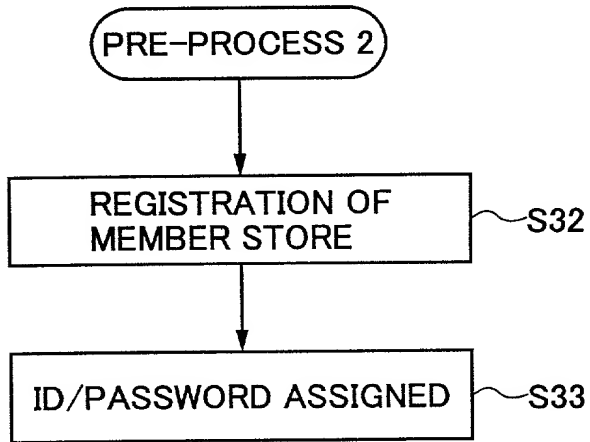 PRE-PROCESS 2
REGISTRATION OF
MEMBER STORE
S32
ID/PASSWORD ASSIGNED
S33